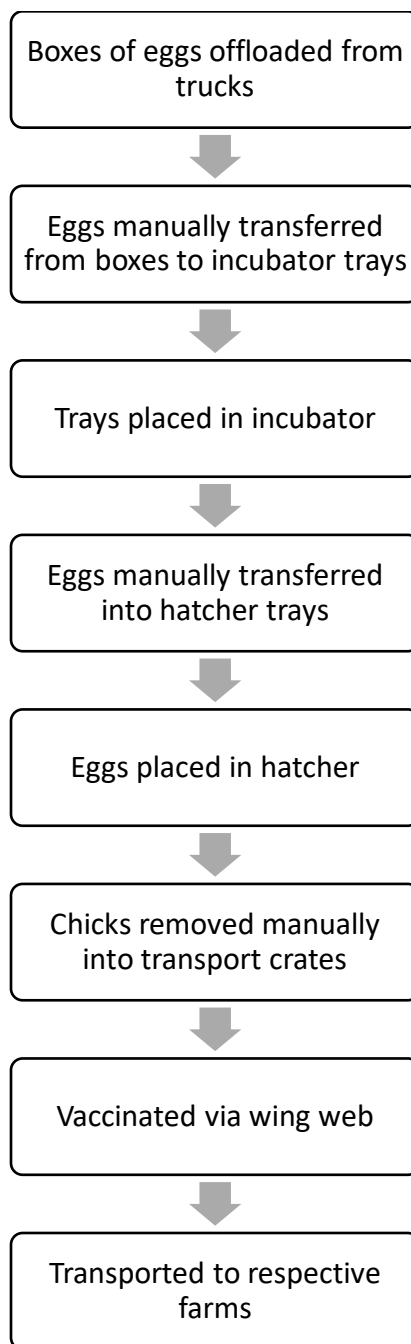 Boxes of eggs offloaded from
trucks
Eggs manually transferred
from boxes to incubator trays
Trays placed in incubator
Eggs manually transferred
into hatcher trays
Eggs placed in hatcher
Chicks removed manually
into transport crates
Vaccinated via wing web
Transported to respective
farms